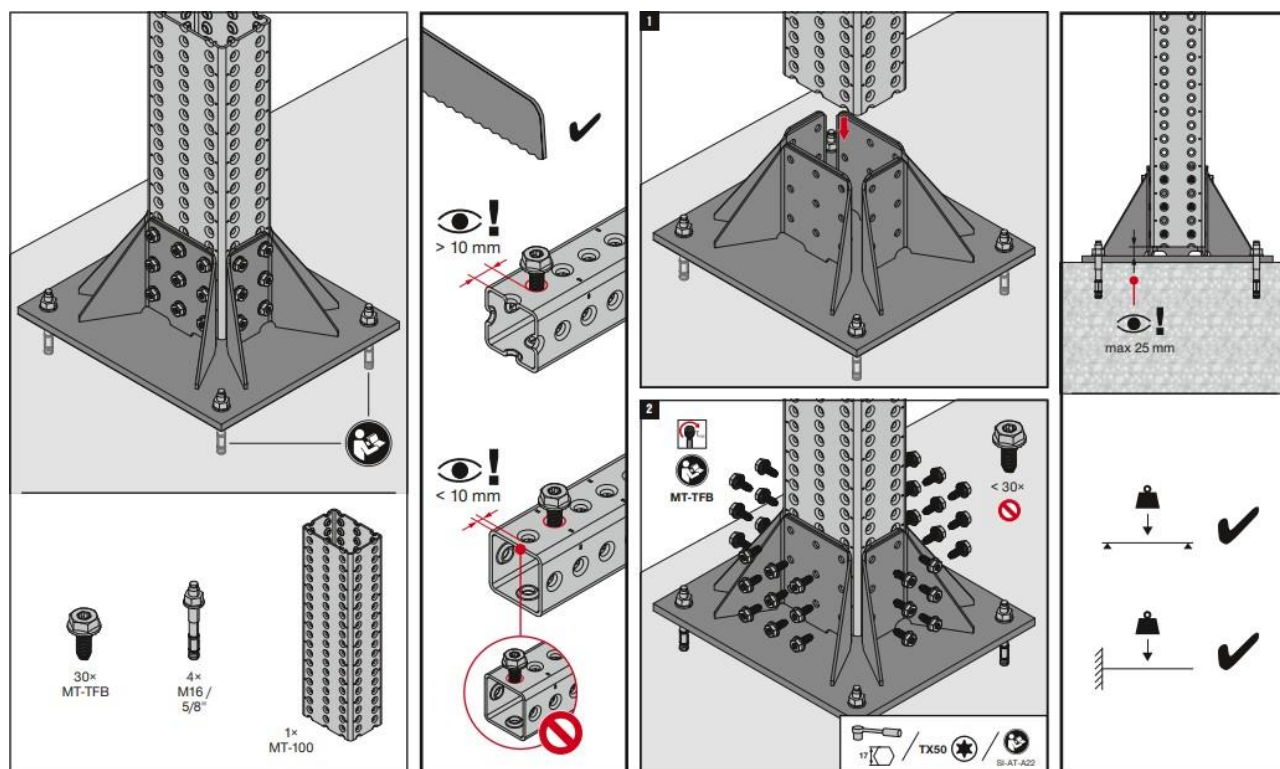 30×
MT-TFB
4×
M16 /
5/8"
1×
MT-100
> 10 mm
< 10 mm
1
max 25 mm
2
MT-TFB
< 30×
17
/
TX50
/
SI-AT-A22